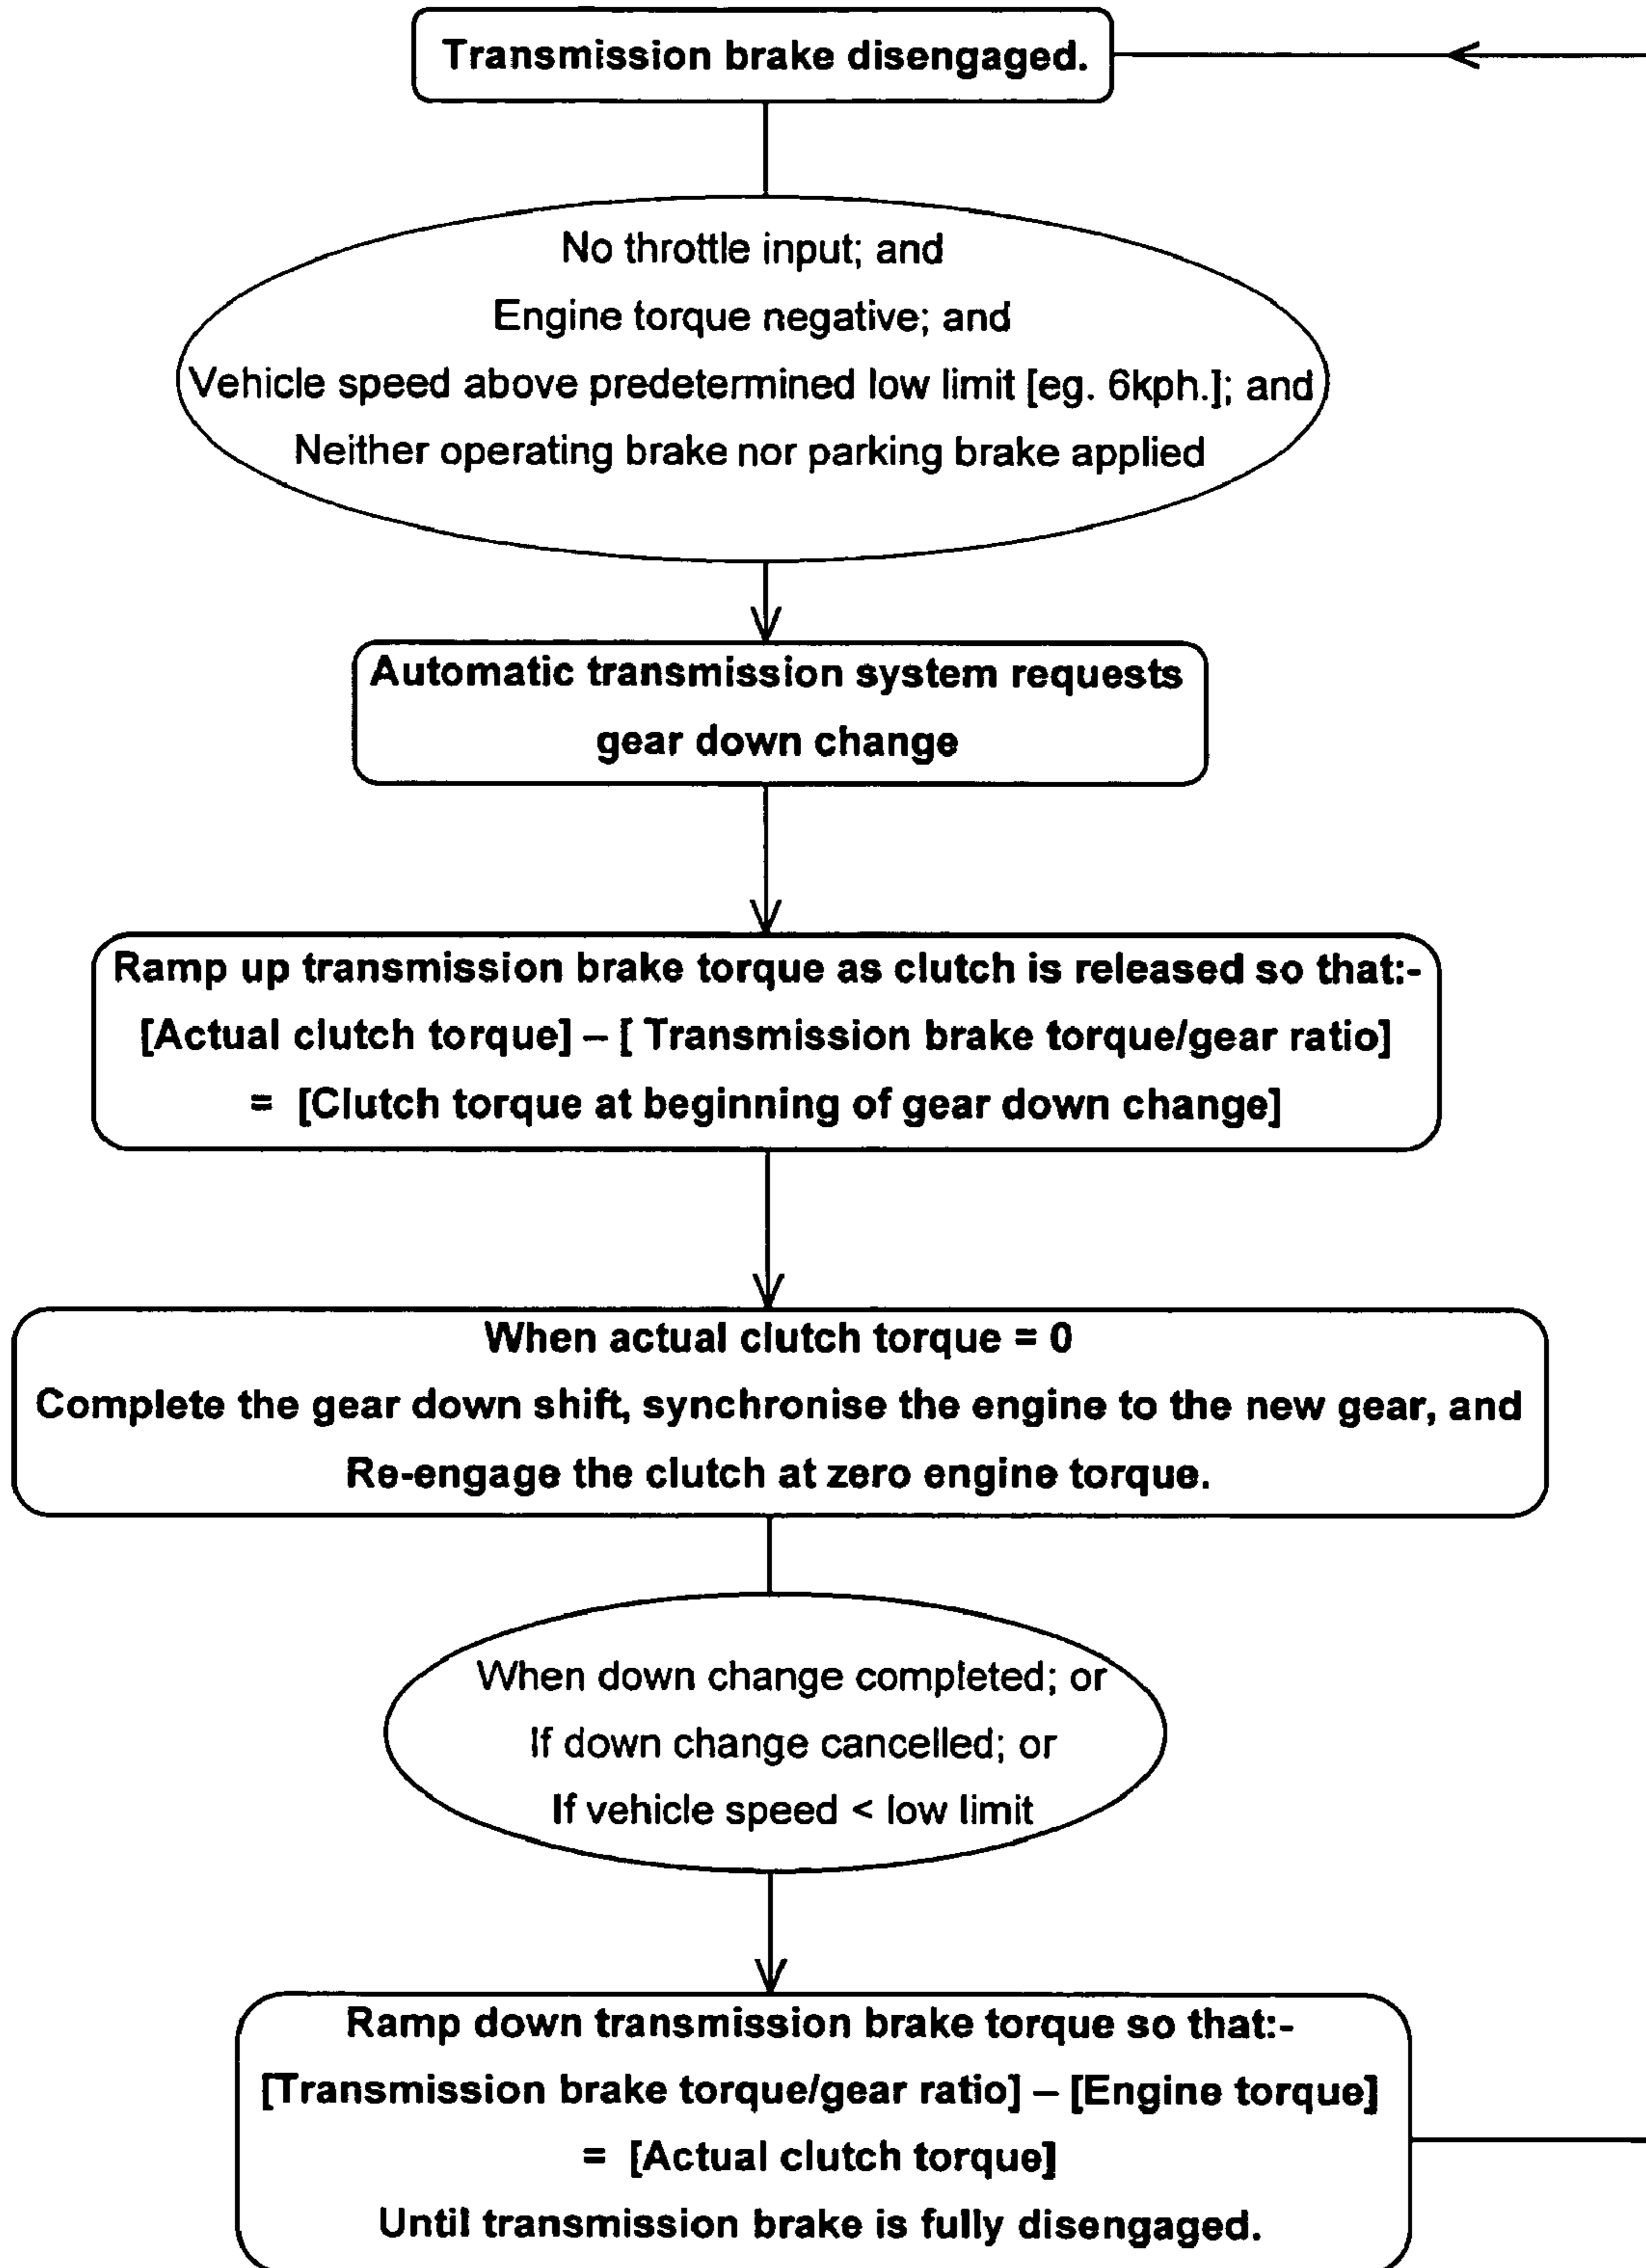 Transmission brake disengaged.
No throttle input; and
Engine torque negative; and
Vehicle speed above predetermined low limit [eg. 6kph.]; and
Neither operating brake nor parking brake applied
Automatic transmission system requests
gear down change
Ramp up transmission brake torque as clutch is released so that:-
[Actual clutch torque] – [ Transmission brake torque/gear ratio]
= [Clutch torque at beginning of gear down change]
When actual clutch torque = 0
Complete the gear down shift, synchronise the engine to the new gear, and
Re-engage the clutch at zero engine torque.
When down change completed; or
If down change cancelled; or
If vehicle speed < low limit
Ramp down transmission brake torque so that:-
[Transmission brake torque/gear ratio] – [Engine torque]
= [Actual clutch torque]
Until transmission brake is fully disengaged.